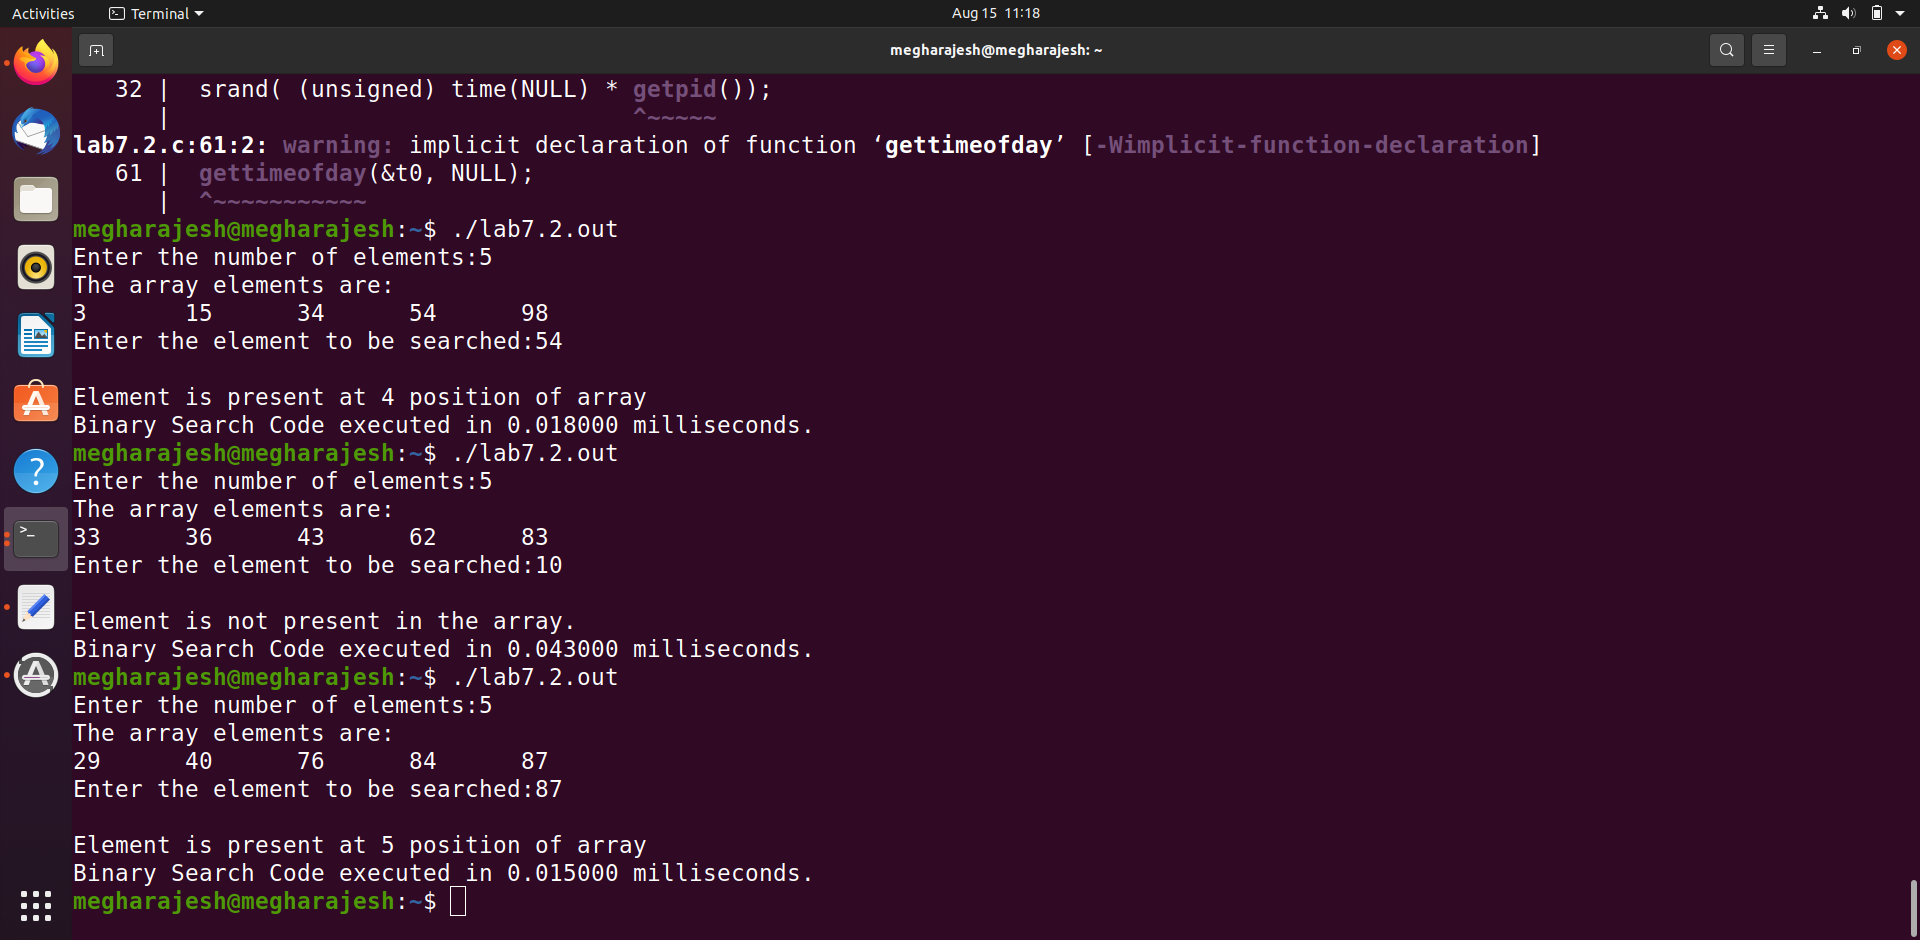 Activities Terminal Aug 15 11:18
megharajesh@megharajesh: ~
32 | srand( (unsigned) time(NULL) * getpid());
| ^~~~~~
lab7.2.c:61:2: warning: implicit declaration of function ‘gettimeofday’ [-Wimplicit-function-declaration]
61 | gettimeofday(&t0, NULL);
| ^~~~~~~~~~~~
megharajesh@megharajesh:~$ ./lab7.2.out
Enter the number of elements:5
The array elements are:
3 15 34 54 98
Enter the element to be searched:54
Element is present at 4 position of array
Binary Search Code executed in 0.018000 milliseconds.
megharajesh@megharajesh:~$ ./lab7.2.out
Enter the number of elements:5
The array elements are:
33 36 43 62 83
Enter the element to be searched:10
Element is not present in the array.
Binary Search Code executed in 0.043000 milliseconds.
megharajesh@megharajesh:~$ ./lab7.2.out
Enter the number of elements:5
The array elements are:
29 40 76 84 87
Enter the element to be searched:87
Element is present at 5 position of array
Binary Search Code executed in 0.015000 milliseconds.
megharajesh@megharajesh:~$